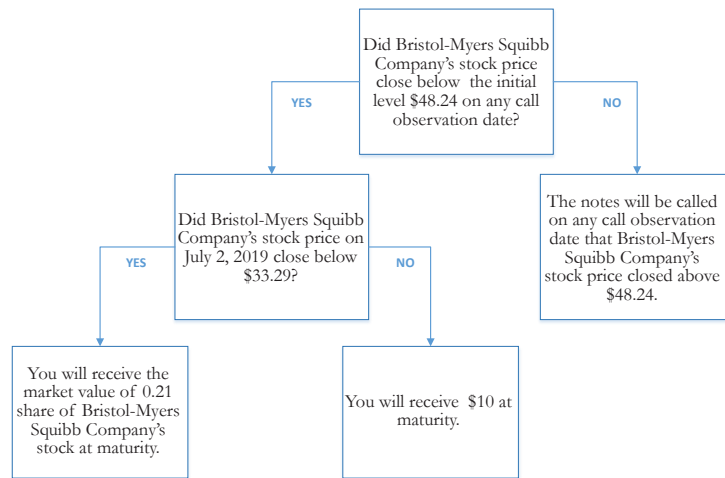 Did Bristol-Myers Squibb
Company's stock price
close below the initial
level $48.24 on any call
observation date?
YES
NO
Did Bristol-Myers Squibb
Company's stock price on
July 2, 2019 close below
$33.29?
The notes will be called
on any call observation
date that Bristol-Myers
Squibb Company's
stock price closed above
$48.24.
YES
NO
You will receive the
market value of 0.21
share of Bristol-Myers
Squibb Company's
stock at maturity.
You will receive $10 at
maturity.